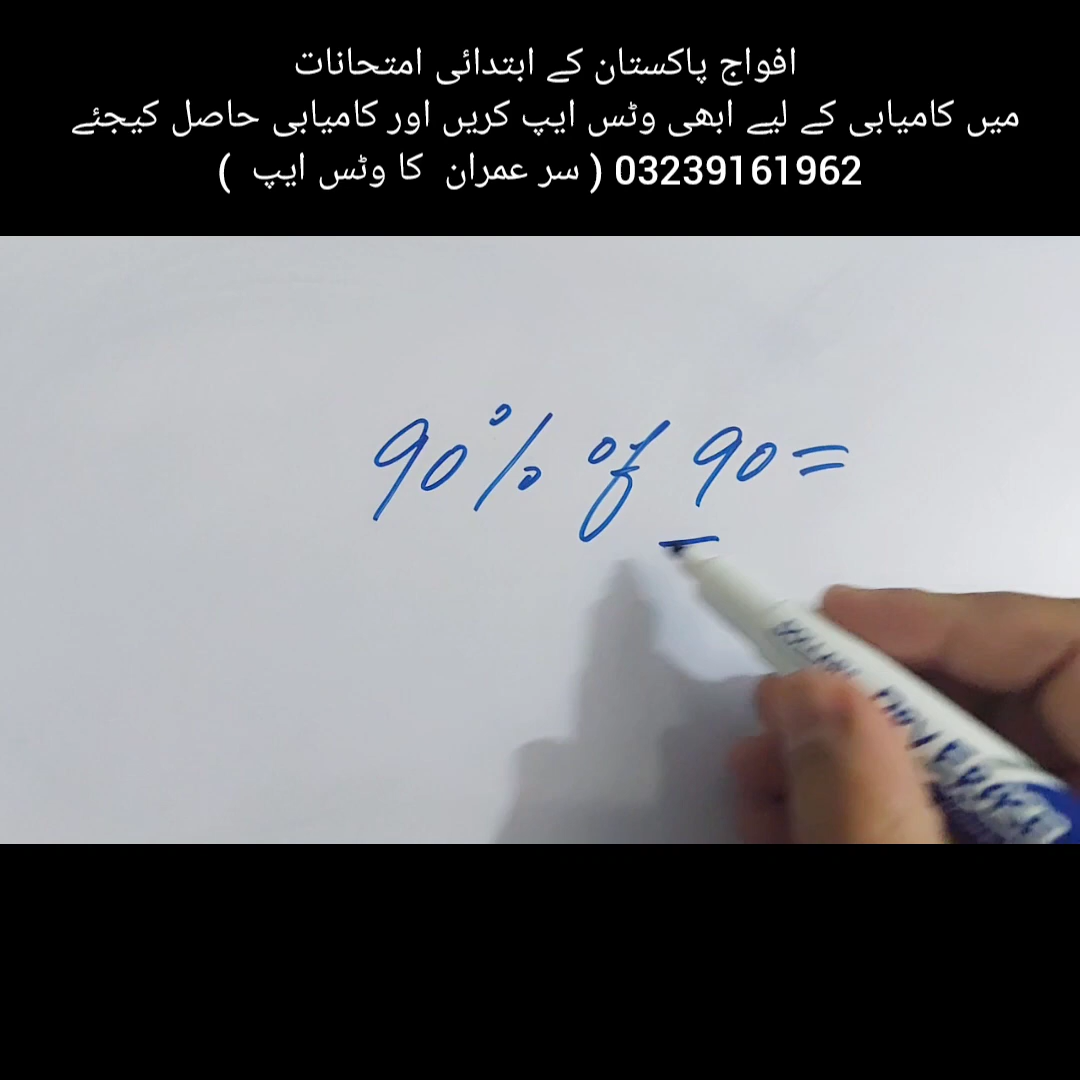 افواج پاکستان کے ابتدائی امتحانات
میں کامیابی کے لیے ابھی وٹس ایپ کریں اور کامیابی حاصل کیجئے
03239161962 ( سر عمران کا وٹس ایپ )
90% of 90=